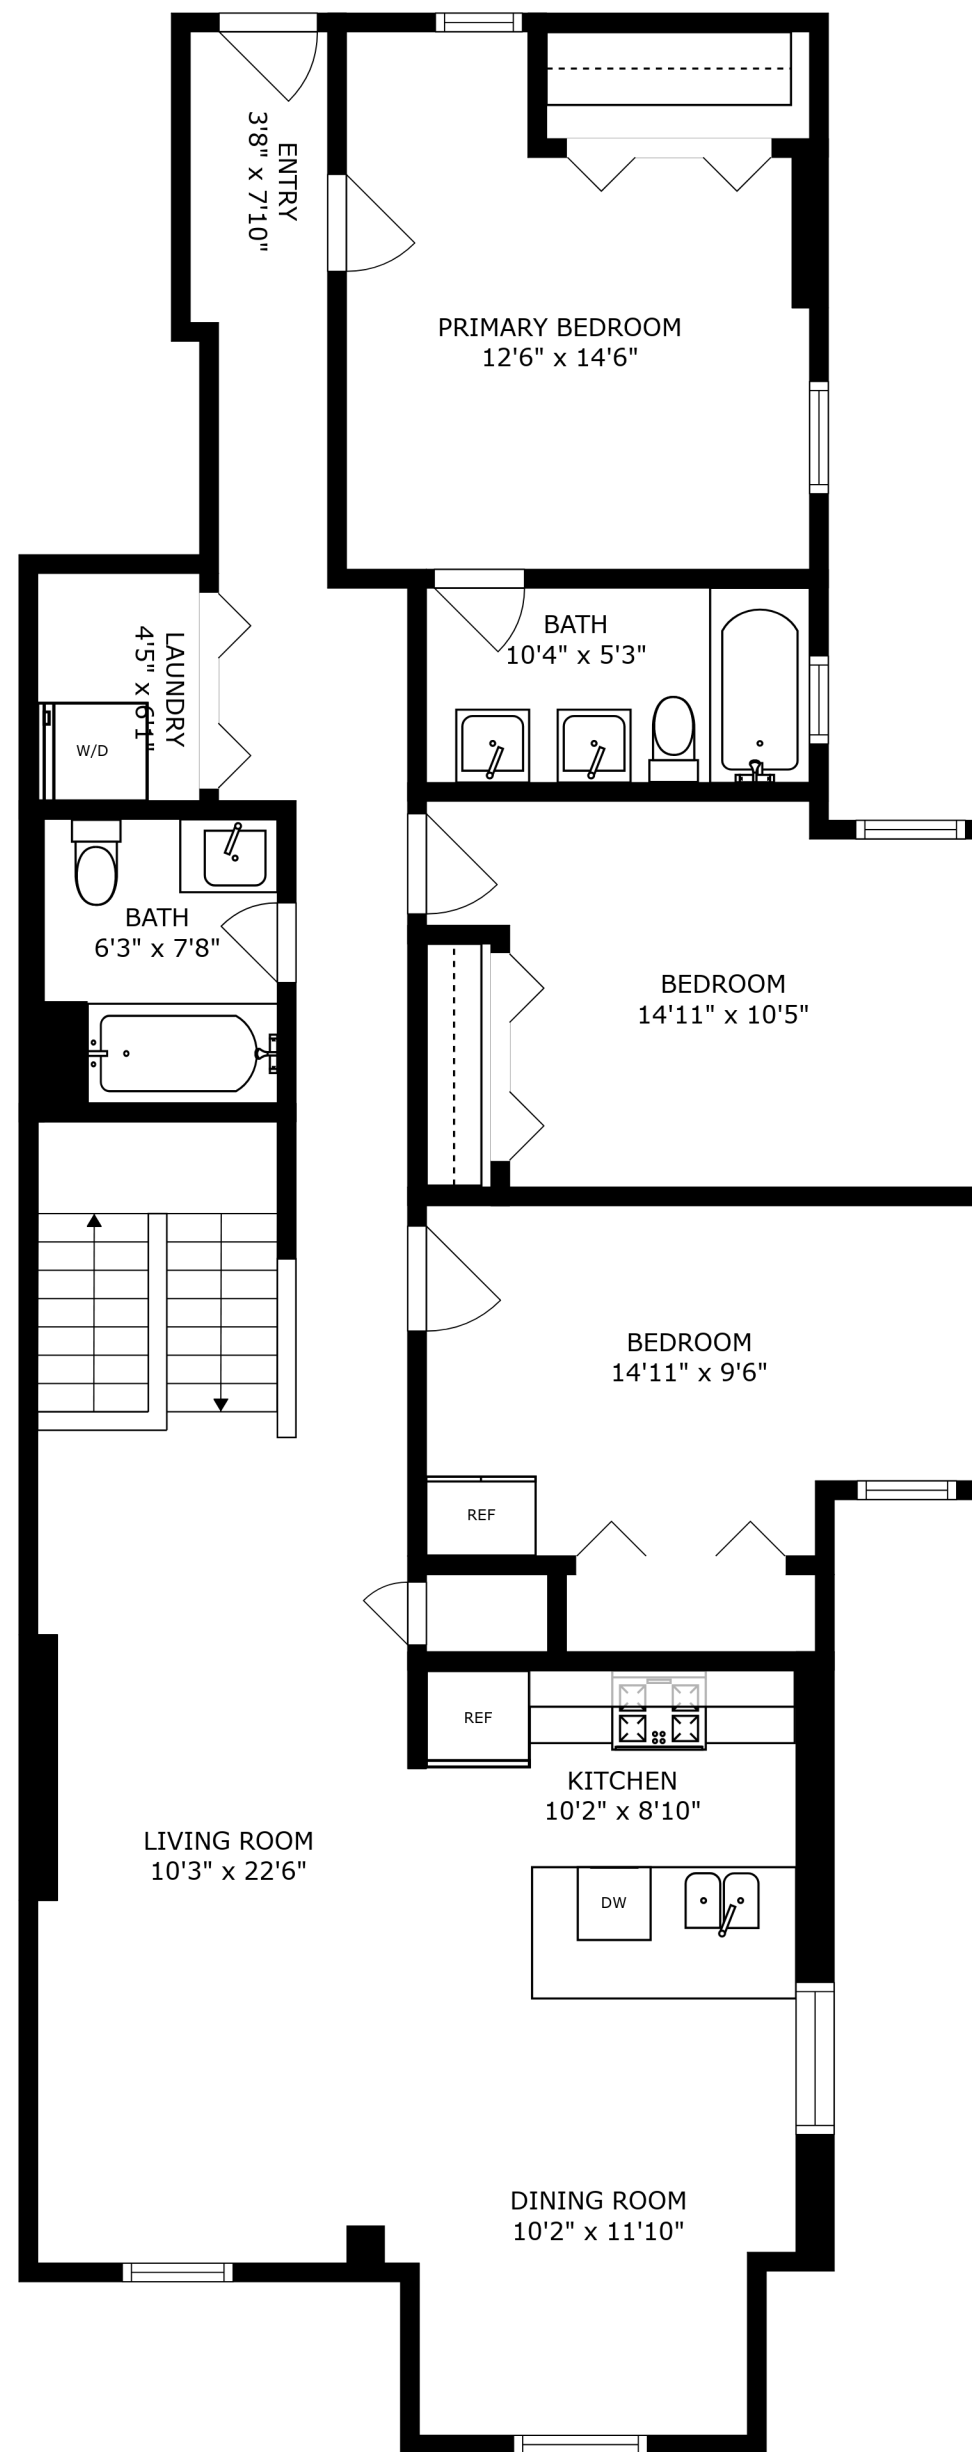 ENTRY
3'8" x 7'10"
PRIMARY BEDROOM
12'6" x 14'6"
BATH
10'4" x 5'3"
LAUNDRY
4'5" x 6'1"
W/D
BATH
6'3" x 7'8"
BEDROOM
14'11" x 10'5"
BEDROOM
14'11" x 9'6"
REF
REF
KITCHEN
10'2" x 8'10"
LIVING ROOM
10'3" x 22'6"
DW
DINING ROOM
10'2" x 11'10"